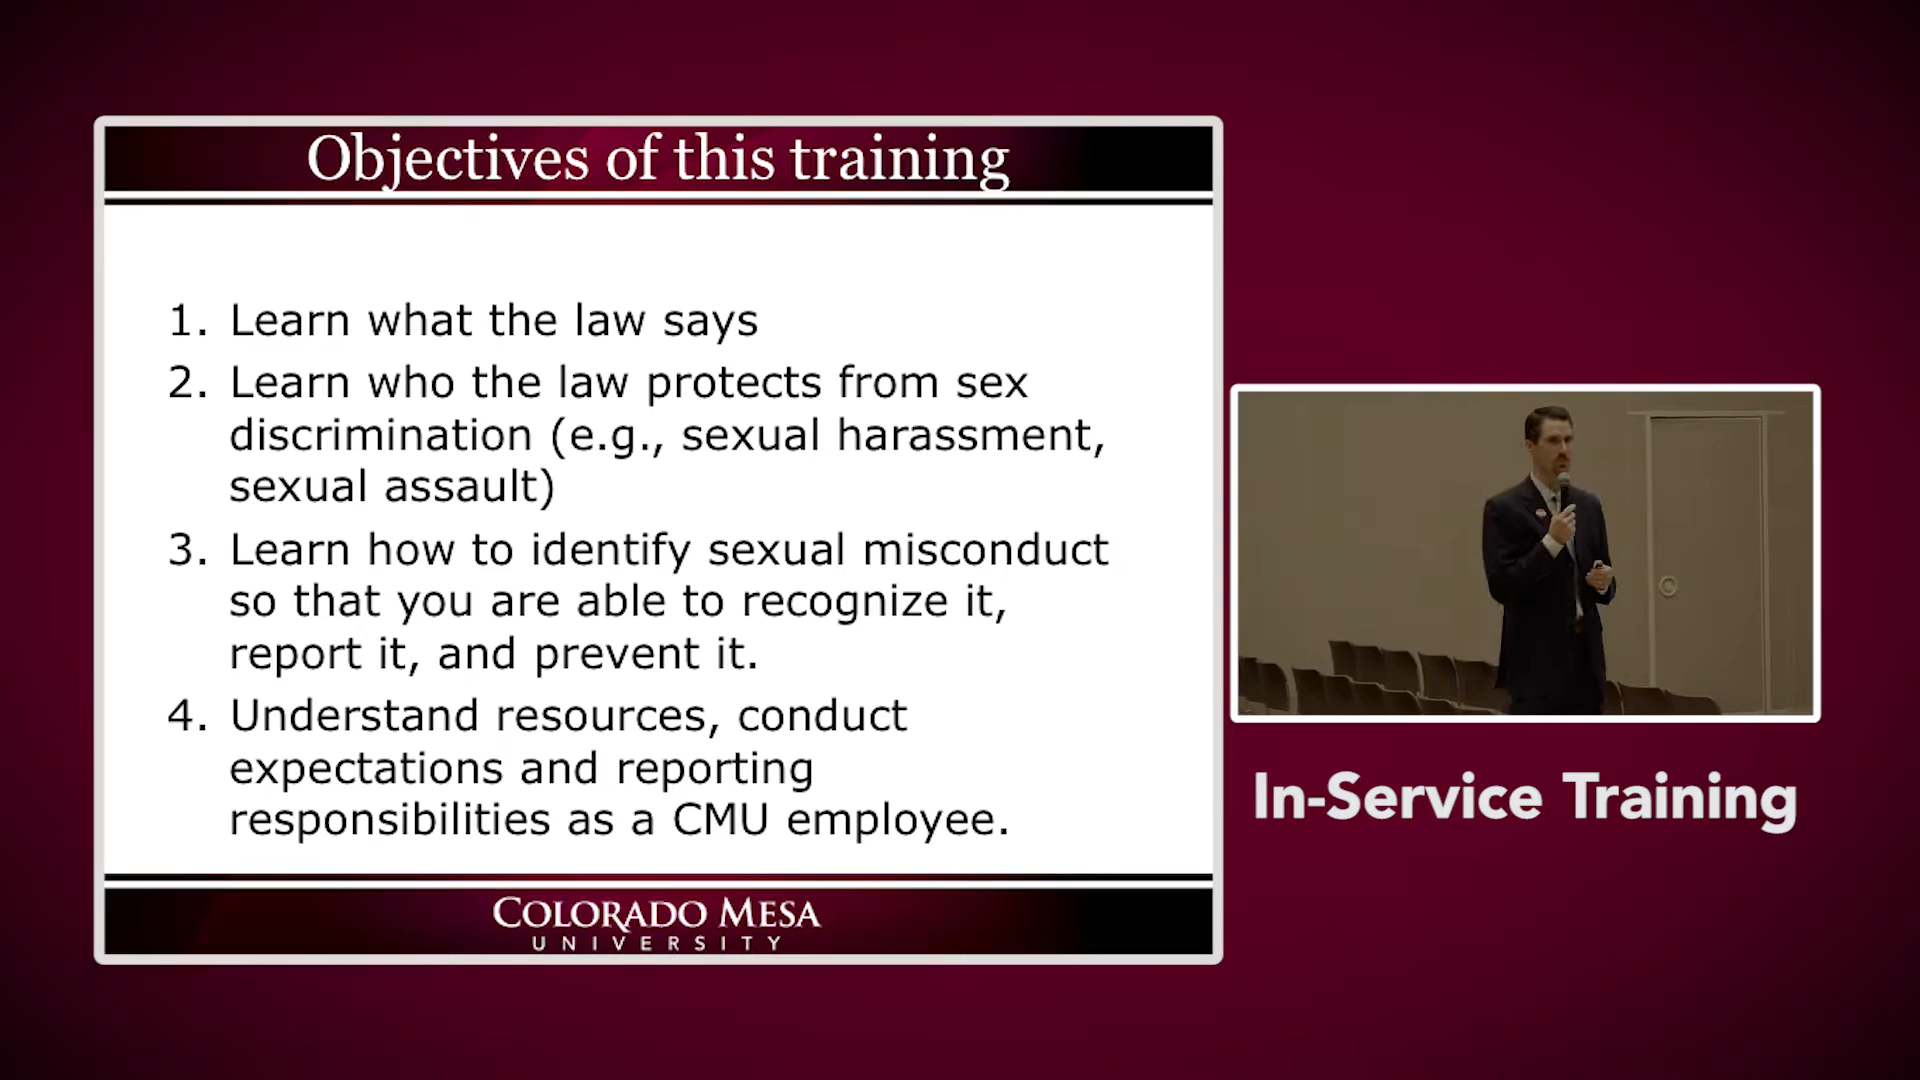 Objectives of this training
1. Learn what the law says
2. Learn who the law protects from sex
discrimination (e.g., sexual harassment,
sexual assault)
3. Learn how to identify sexual misconduct
so that you are able to recognize it,
report it, and prevent it.
4. Understand resources, conduct
expectations and reporting
responsibilities as a CMU employee.
COLORADO MESA
UNIVERSITY
In-Service Training